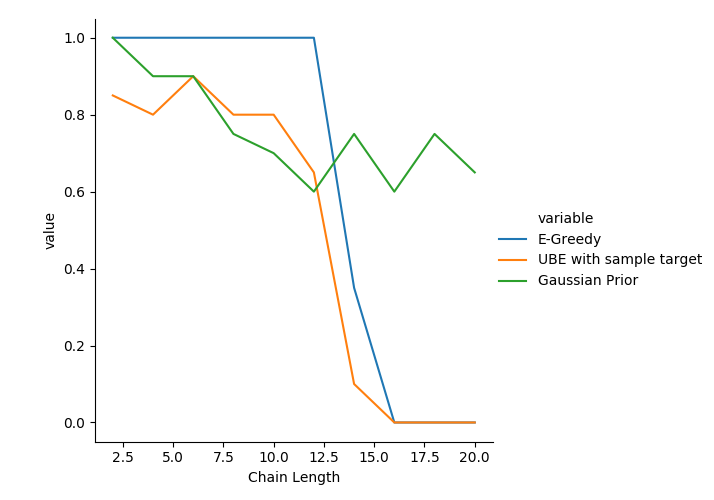 1.0
0.8
0.6
0.4
0.2
0.0
value
2.5 5.0 7.5 10.0 12.5 15.0 17.5 20.0
Chain Length
variable
E-Greedy
UBE with sample target
Gaussian Prior